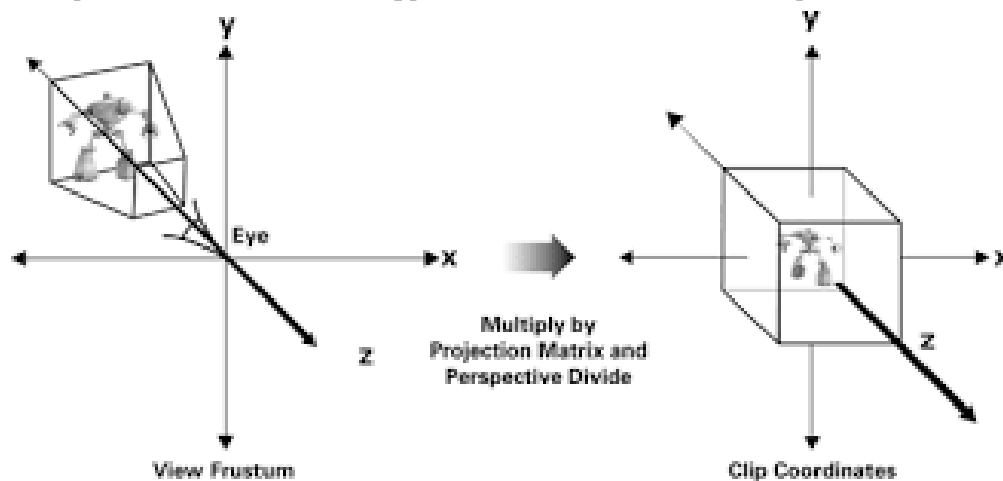 y
y
Eye
x
x
Multiply by
Projection Matrix and
Perspective Divide
z
z
View Frustum
Clip Coordinates